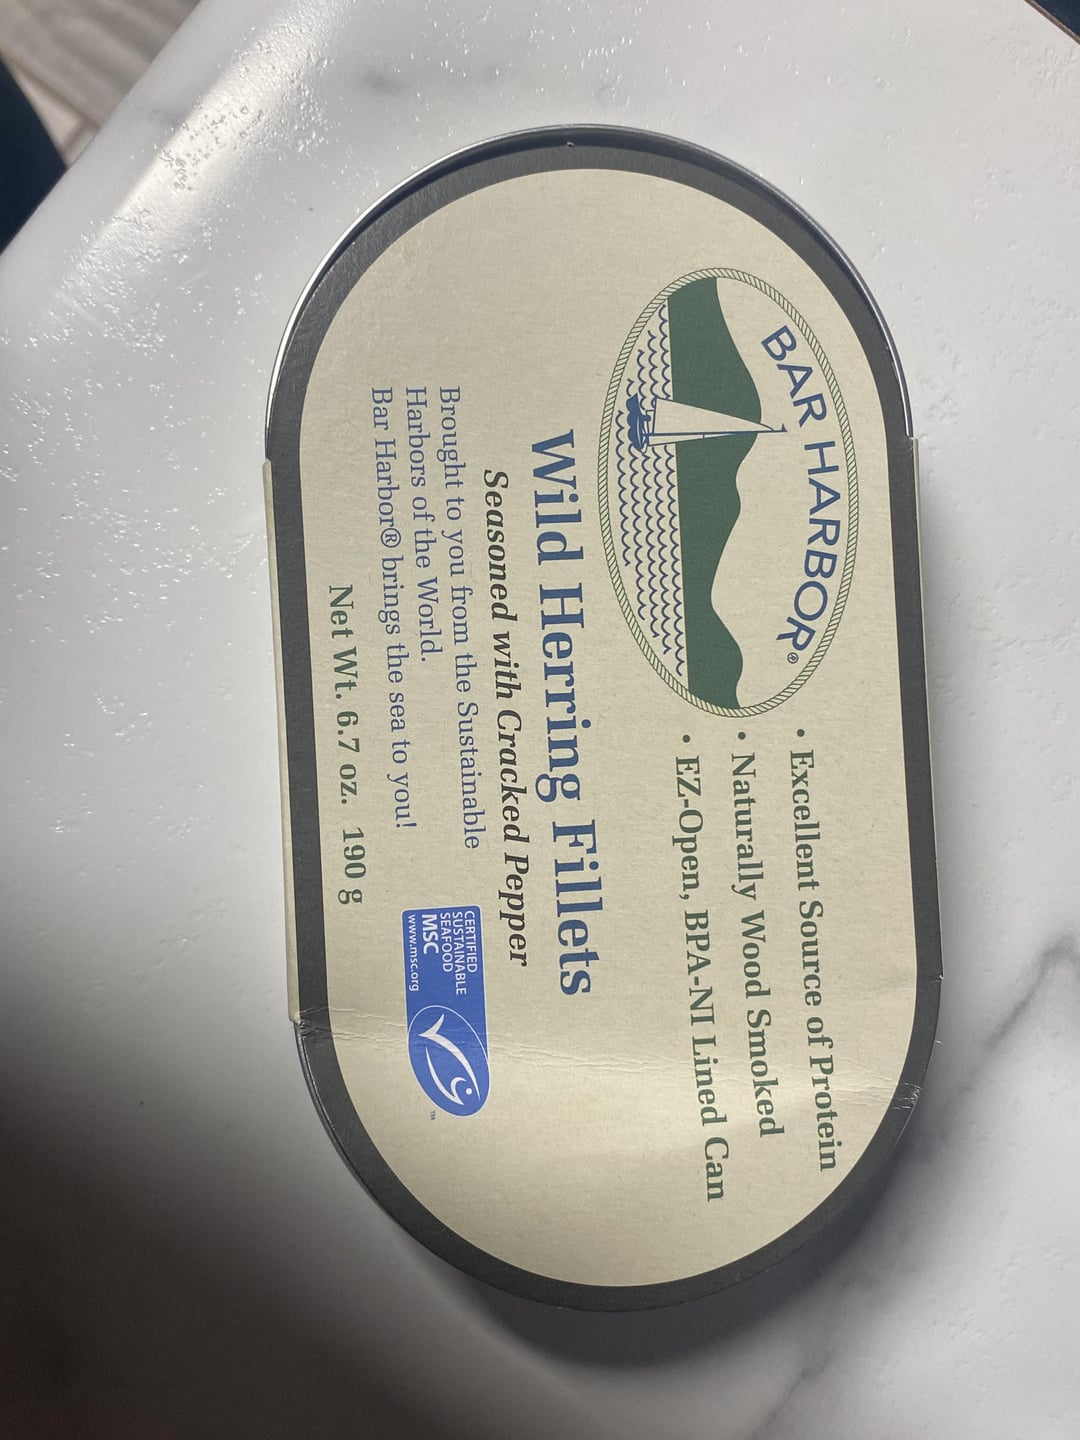 BAR HARBOR®
• Excellent Source of Protein
• Naturally Wood Smoked
• EZ-Open, BPA-NI Lined Can
Wild Herring Fillets
Seasoned with Cracked Pepper
Brought to you from the Sustainable
Harbors of the World.
Bar Harbor® brings the sea to you!
Net Wt. 6.7 oz. 190 g
CERTIFIED
SUSTAINABLE
SEAFOOD
MSC
www.msc.org
TM